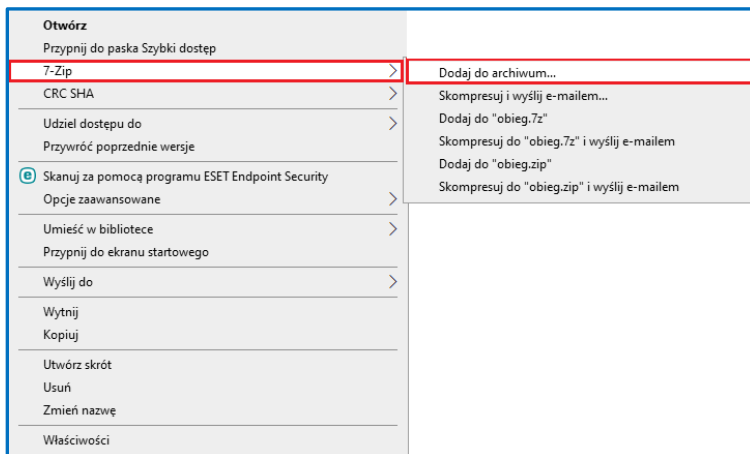 Otwórz
Przypnij do paska Szybki dostęp
7-Zip
CRC SHA
Udziel dostępu do
Przywróć poprzednie wersje
e Skanuj za pomocą programu ESET Endpoint Security
Opcje zaawansowane
Umieść w bibliotece
Przypnij do ekranu startowego
Wyślij do
Wytnij
Kopiuj
Utwórz skrót
Usuń
Zmień nazwę
Właściwości
Dodaj do archiwum...
Skompresuj i wyślij e-mailem...
Dodaj do "obieg.7z"
Skompresuj do "obieg.7z" i wyślij e-mailem
Dodaj do "obieg.zip"
Skompresuj do "obieg.zip" i wyślij e-mailem